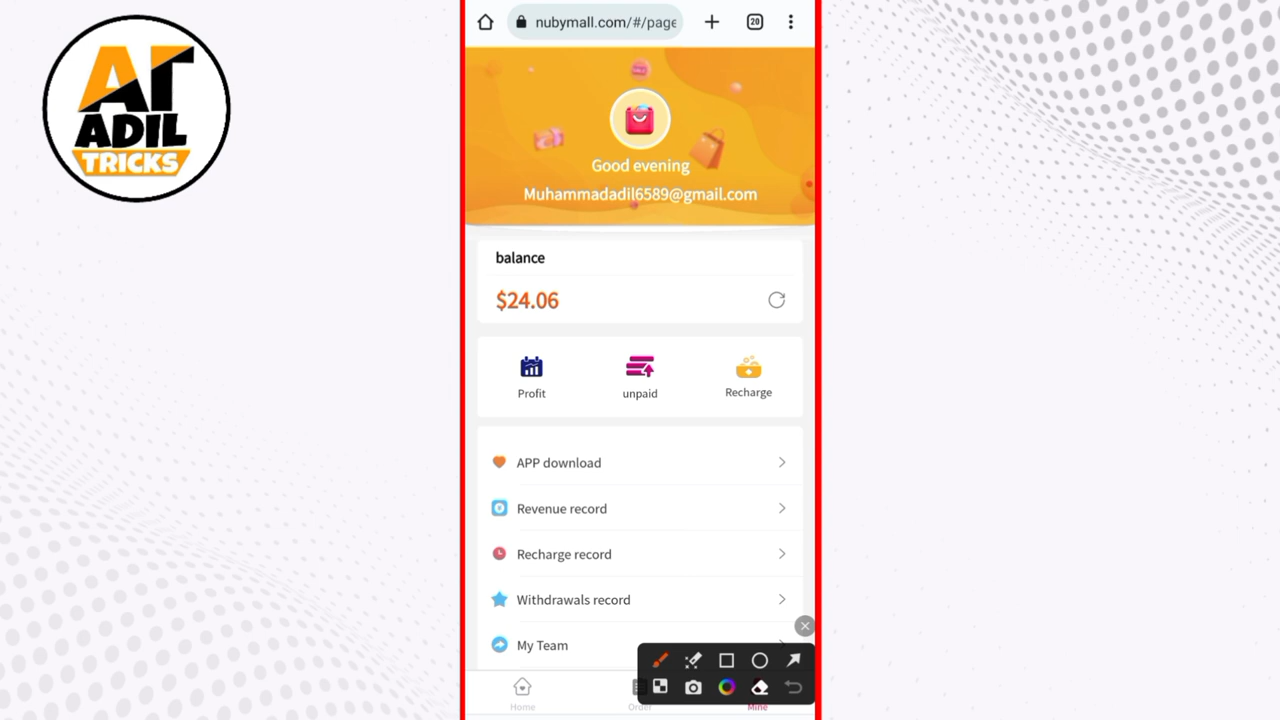 AT
ADIL
TRICKS
nubymall.com/#/page
20
Good evening
Muhammadadil6589@gmail.com
balance
$24.06
Profit
unpaid
Recharge
APP download
Revenue record
Recharge record
Withdrawals record
My Team
Home
Order
Mine